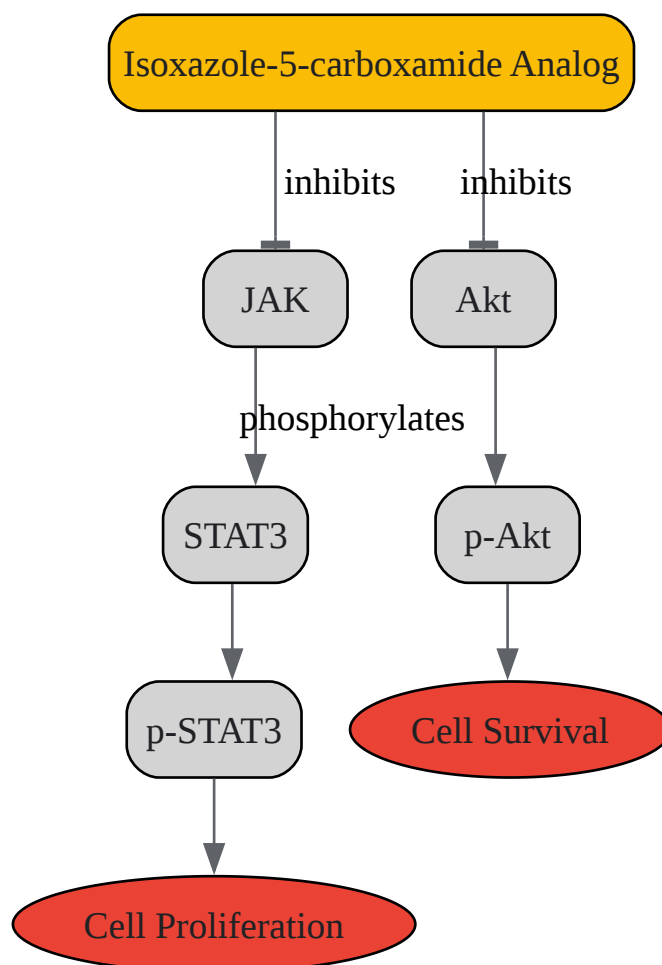 Isoxazole-5-carboxamide Analog
inhibits
inhibits
JAK
Akt
phosphorylates
STAT3
p-Akt
p-STAT3
Cell Survival
Cell Proliferation